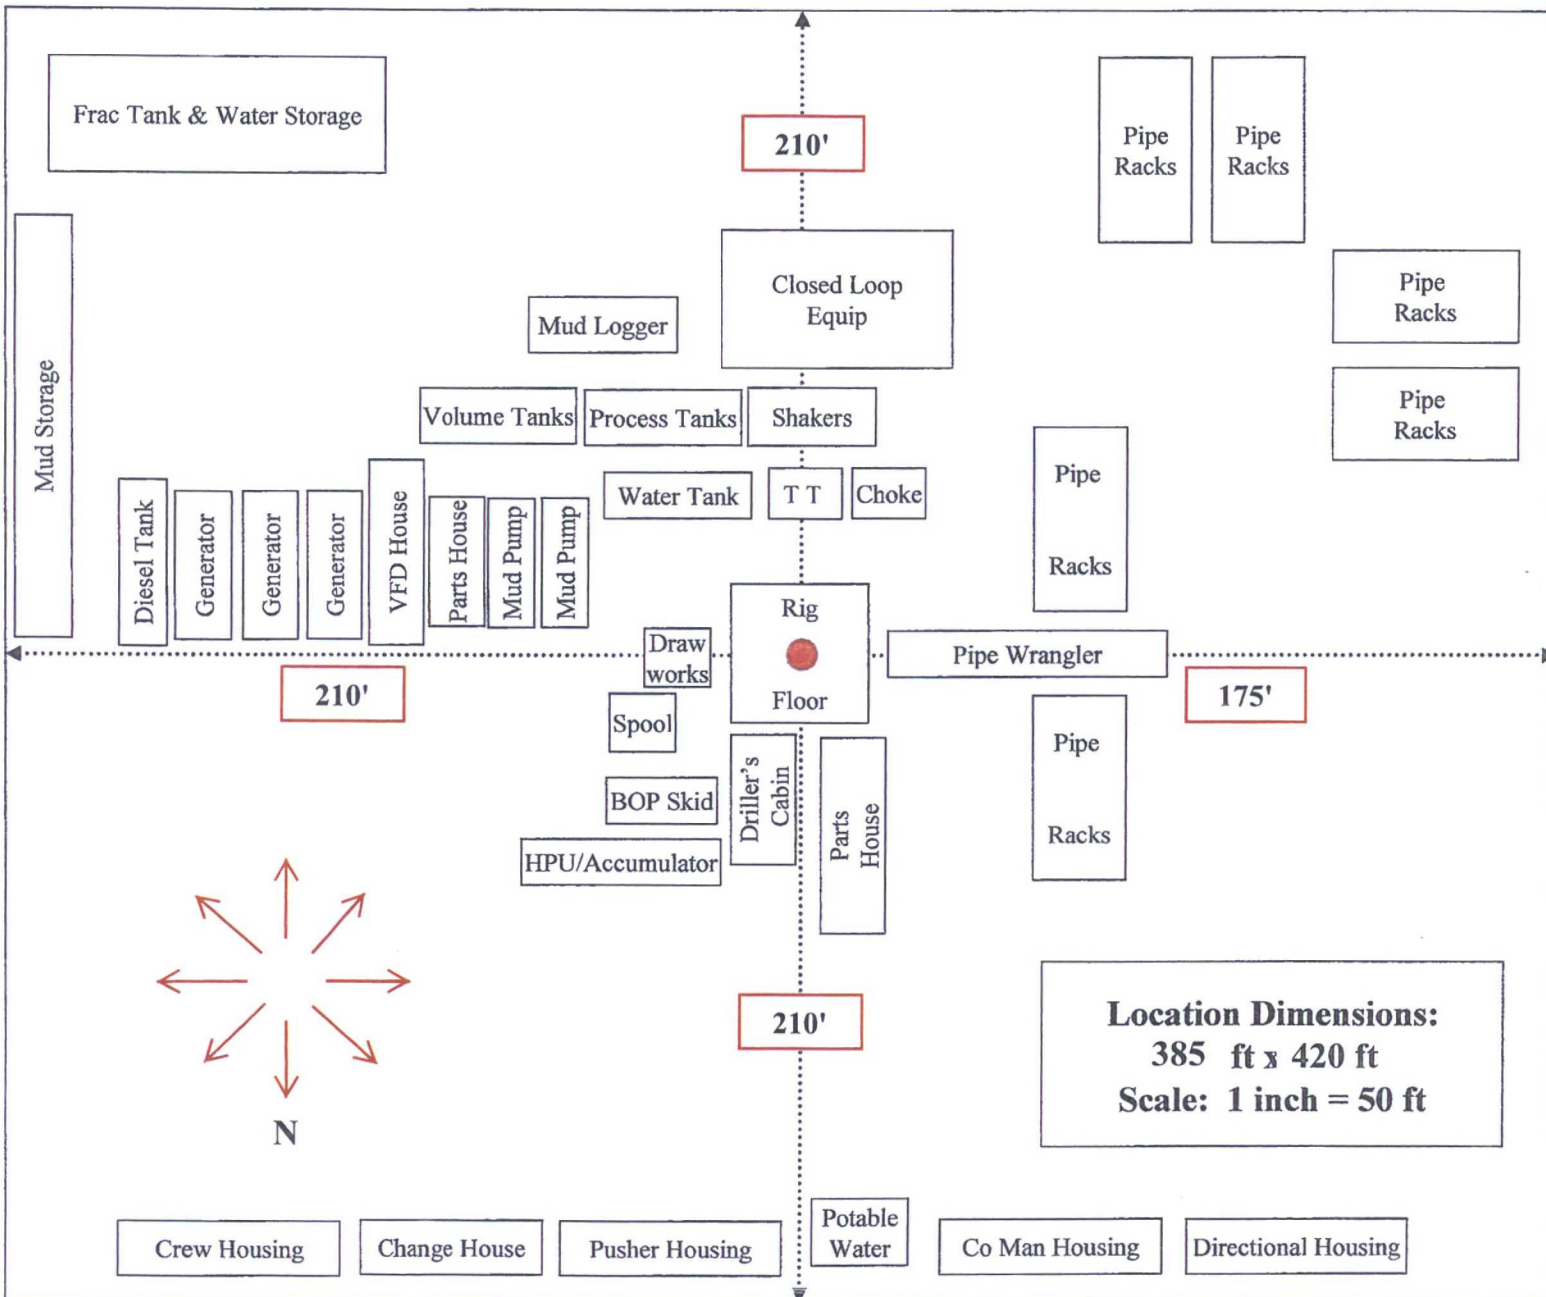 Frac Tank & Water Storage
210'
Pipe
Racks
Pipe
Racks
Closed Loop
Equip
Pipe
Racks
Mud Logger
Mud Storage
Volume Tanks
Process Tanks
Shakers
Pipe
Racks
Water Tank
T T
Choke
Pipe
Racks
Diesel Tank
Generator
Generator
Generator
VFD House
Parts House
Mud Pump
Mud Pump
Rig
Floor
Draw
works
Pipe Wrangler
210'
175'
Spool
Pipe
Racks
BOP Skid
Driller's
Cabin
Parts
House
HPU/Accumulator
210'
Location Dimensions:
385 ft x 420 ft
Scale: 1 inch = 50 ft
N
Crew Housing
Change House
Pusher Housing
Potable
Water
Co Man Housing
Directional Housing